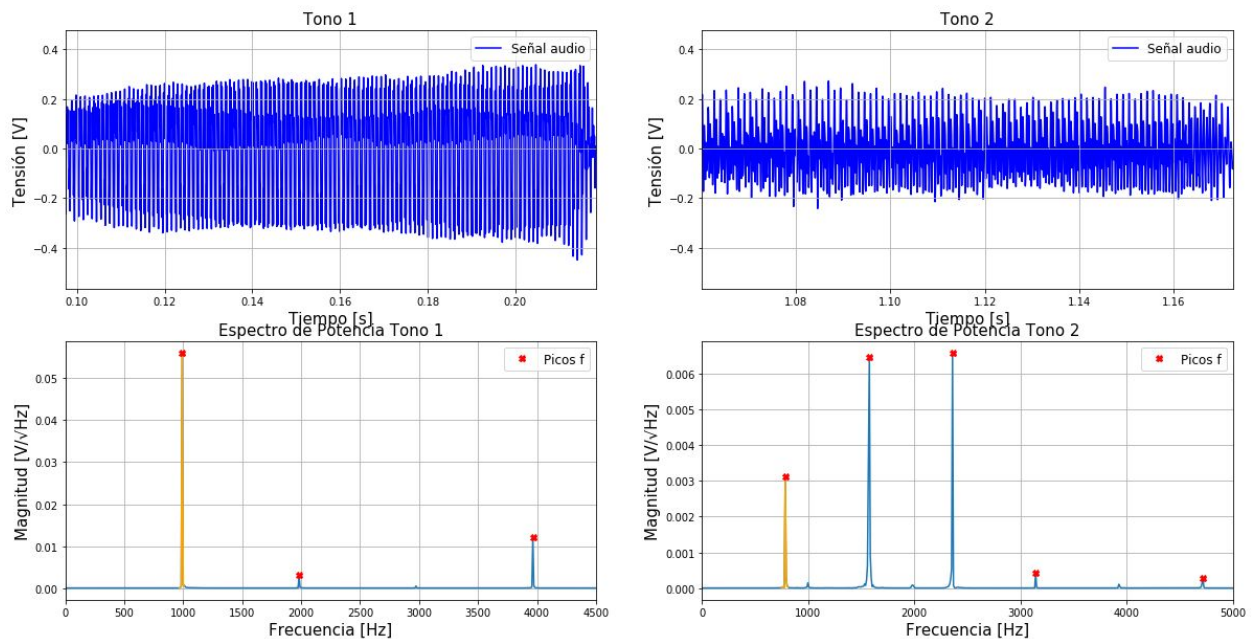 Tono 1
Señal audio
Tensión [V]
0.4
0.2
0.0
−0.2
−0.4
0.10 0.12 0.14 0.16 0.18 0.20
Tiempo [s]
Tono 2
Señal audio
Tensión [V]
0.4
0.2
0.0
−0.2
−0.4
1.08 1.10 1.12 1.14 1.16
Tiempo [s]
Espectro de Potencia Tono 1
Picos f
Magnitud [V/√Hz]
0.05
0.04
0.03
0.02
0.01
0.00
0 500 1000 1500 2000 2500 3000 3500 4000 4500
Frecuencia [Hz]
Espectro de Potencia Tono 2
Picos f
Magnitud [V/√Hz]
0.006
0.005
0.004
0.003
0.002
0.001
0.000
0 1000 2000 3000 4000 5000
Frecuencia [Hz]